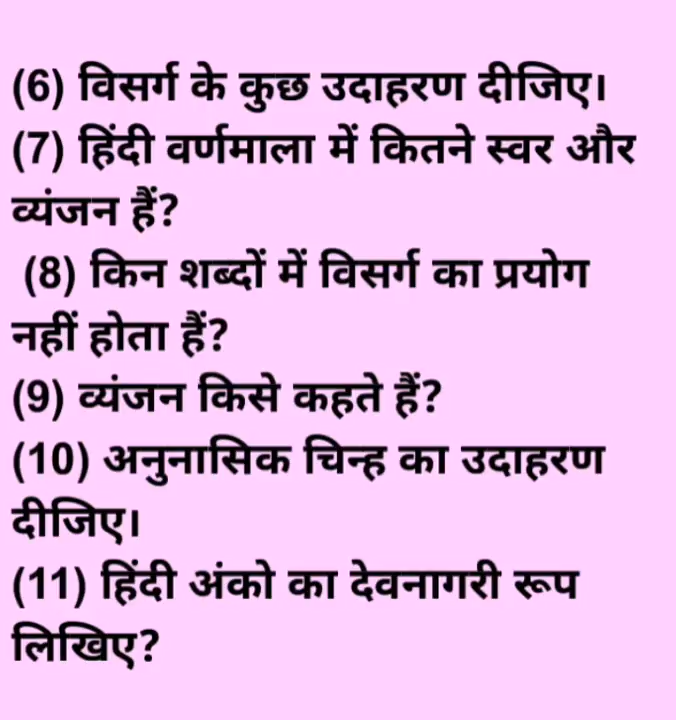 (6) विसर्ग के कुछ उदाहरण दीजिए।
(7) हिंदी वर्णमाला में कितने स्वर और
व्यंजन हैं?
(8) किन शब्दों में विसर्ग का प्रयोग
नहीं होता हैं?
(9) व्यंजन किसे कहते हैं?
(10) अनुनासिक चिन्ह का उदाहरण
दीजिए।
(11) हिंदी अंको का देवनागरी रूप
लिखिए?